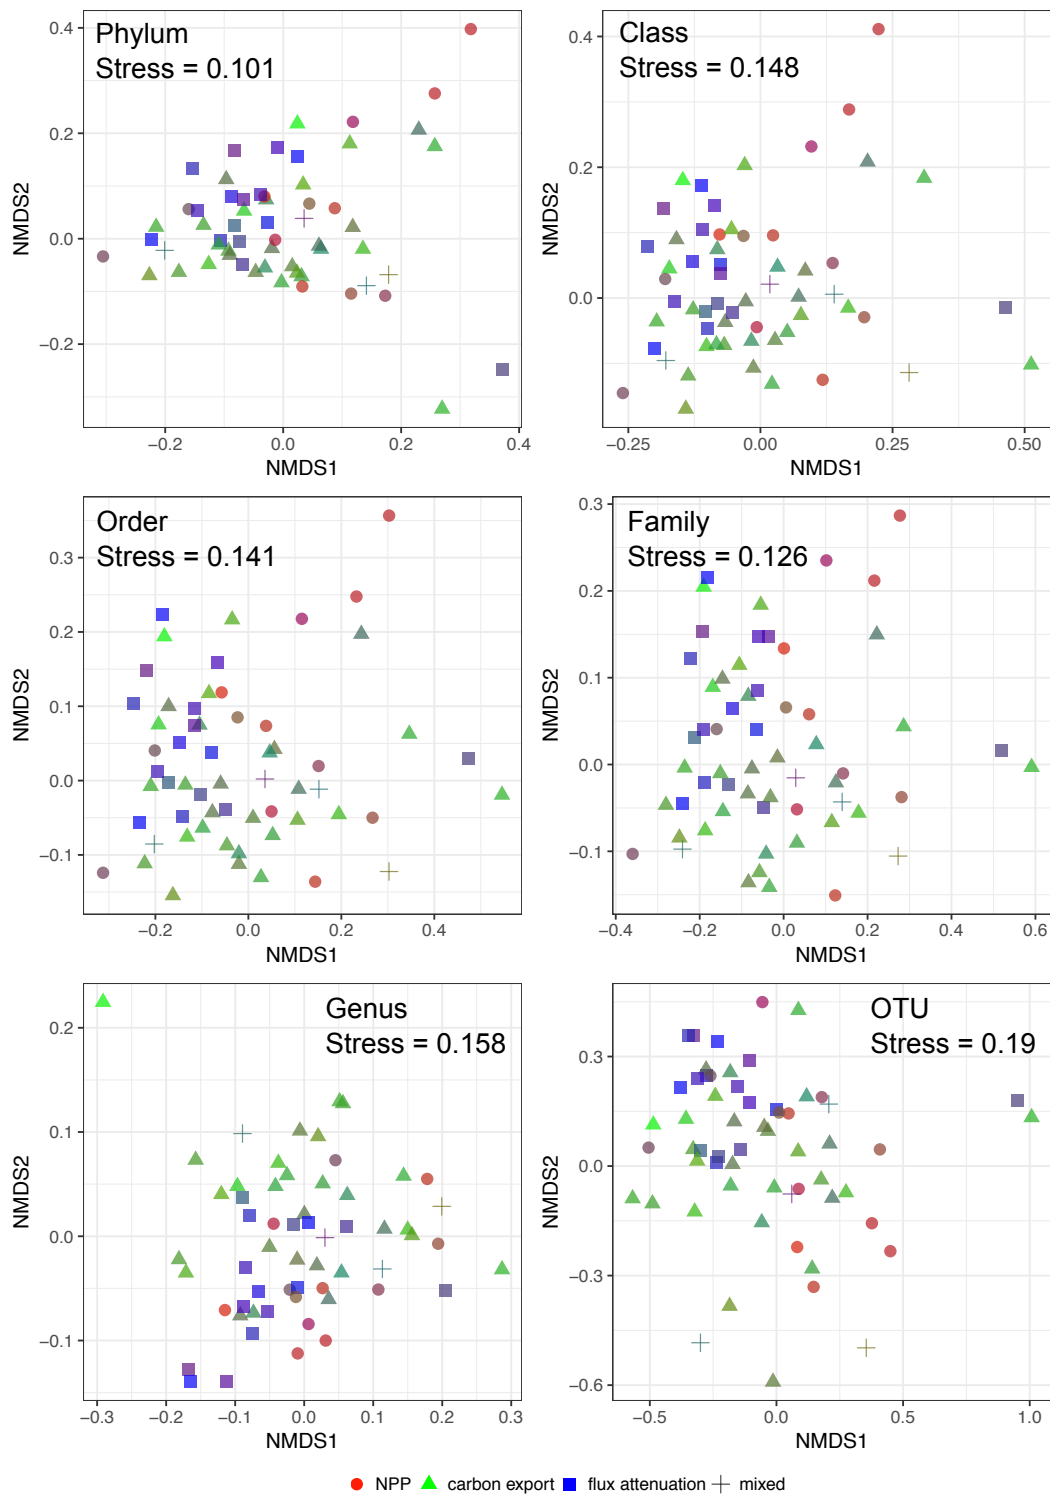 Phylum
Stress = 0.101
0.4
0.2
0.0
−0.2
NMDS2
−0.2
0.0
0.2
0.4
NMDS1
Class
Stress = 0.148
0.4
0.2
0.0
NMDS2
−0.25
0.00
0.25
0.50
NMDS1
Order
Stress = 0.141
0.3
0.2
0.1
0.0
−0.1
NMDS2
−0.2
0.0
0.2
0.4
NMDS1
Family
Stress = 0.126
0.3
0.2
0.1
0.0
−0.1
NMDS2
−0.4
−0.2
0.0
0.2
0.4
0.6
NMDS1
Genus
Stress = 0.158
0.2
0.1
0.0
−0.1
NMDS2
−0.3
−0.2
−0.1
0.0
0.1
0.2
0.3
NMDS1
OTU
Stress = 0.19
0.3
0.0
−0.3
−0.6
NMDS2
−0.5
0.0
0.5
1.0
NMDS1
NPP carbon export flux attenuation mixed